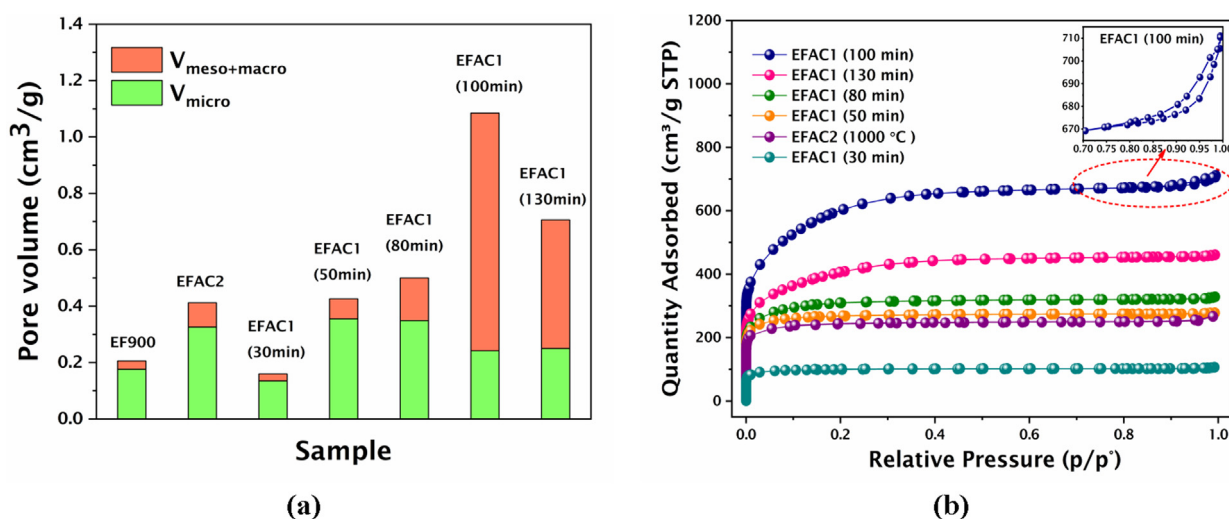 1.4
1.2
1.0
0.8
0.6
0.4
0.2
0.0
Pore volume (cm³/g)
V meso+macro
V micro
EF900
EFAC2
EFAC1
(30min)
EFAC1
(50min)
EFAC1
(80min)
EFAC1
(100min)
EFAC1
(130min)
Sample
(a)
1200
1000
800
600
400
200
0
Quantity Adsorbed (cm³/g STP)
EFAC1 (100 min)
EFAC1 (130 min)
EFAC1 (80 min)
EFAC1 (50 min)
EFAC2 (1000 °C )
EFAC1 (30 min)
EFAC1 (100 min)
710
700
690
680
670
0.70 0.75 0.80 0.85 0.90 0.95 1.00
0.0 0.2 0.4 0.6 0.8 1.0
Relative Pressure (p/p°)
(b)